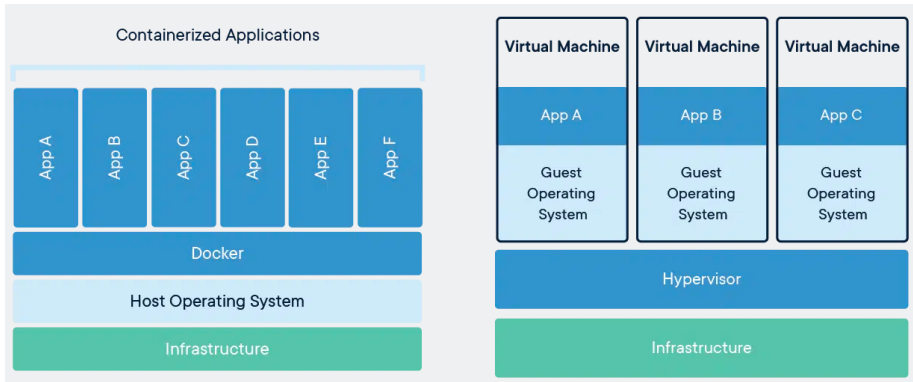 Containerized Applications
App A
App B
App C
App D
App E
App F
Docker
Host Operating System
Infrastructure
Virtual Machine
App A
Guest
Operating
System
Virtual Machine
App B
Guest
Operating
System
Virtual Machine
App C
Guest
Operating
System
Hypervisor
Infrastructure